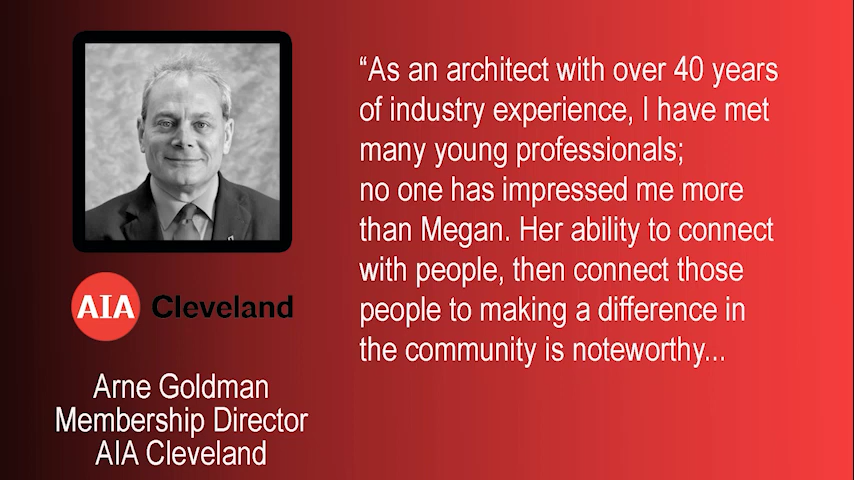 “As an architect with over 40 years
of industry experience, I have met
many young professionals;
no one has impressed me more
than Megan. Her ability to connect
with people, then connect those
people to making a difference in
the community is noteworthy...
AIA Cleveland
Arne Goldman
Membership Director
AIA Cleveland